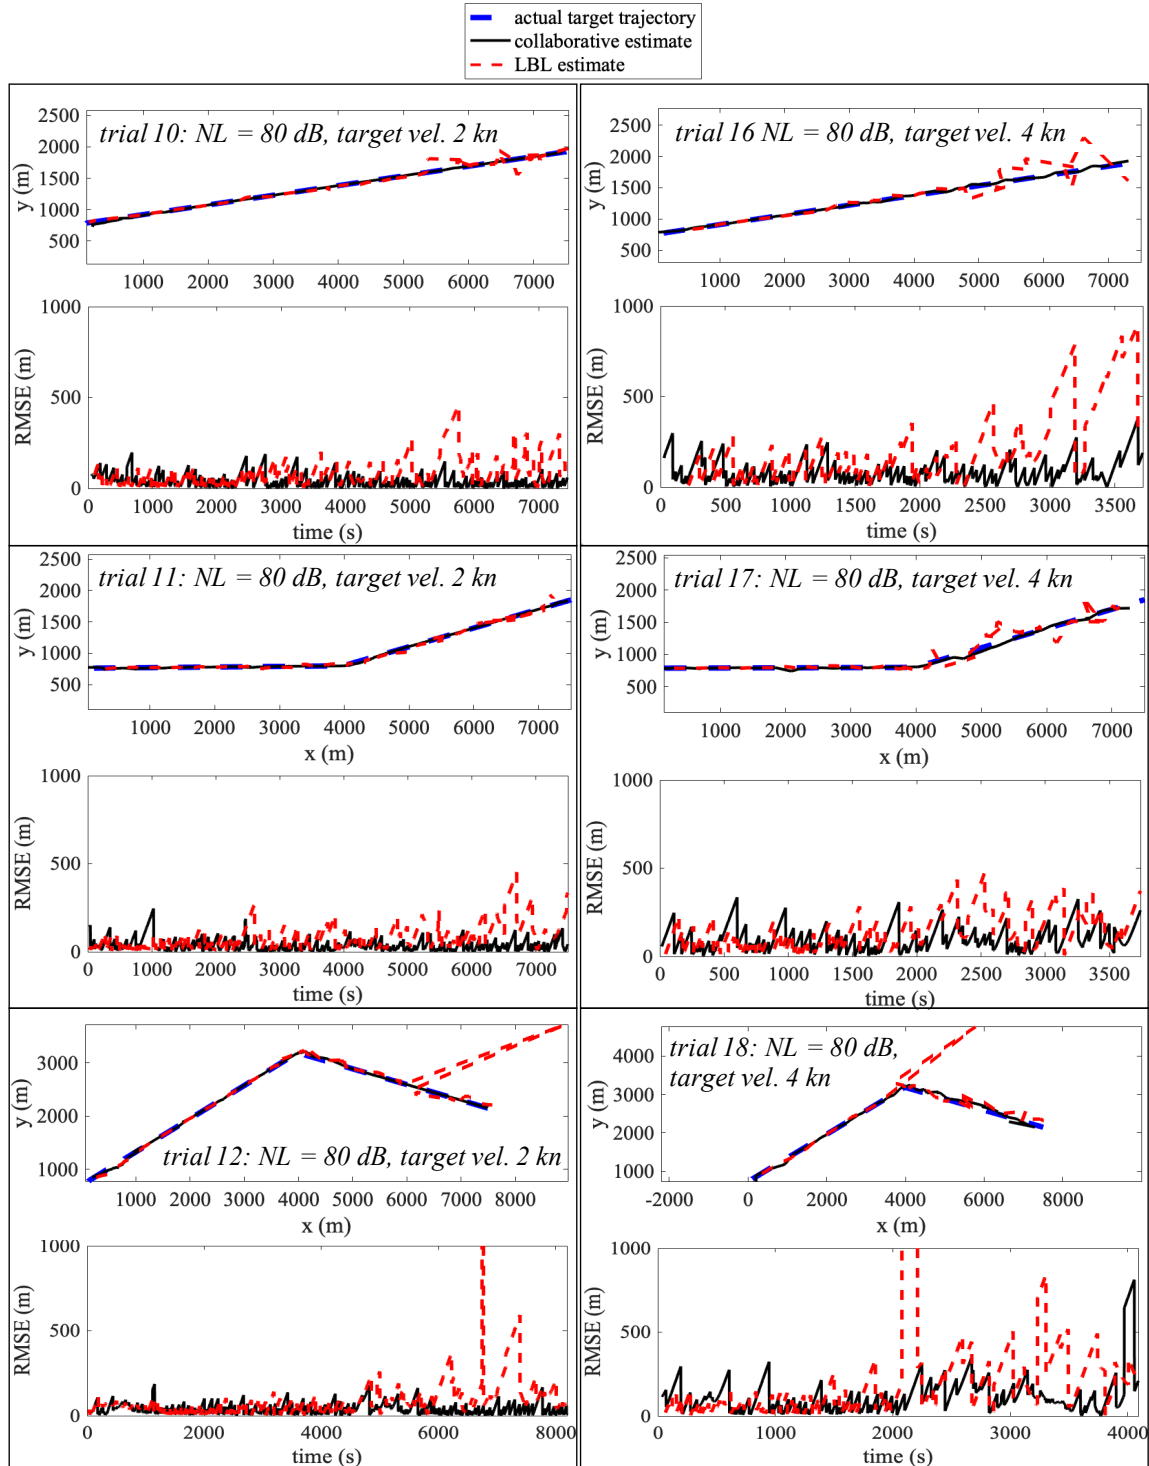 actual target trajectory
collaborative estimate
LBL estimate
trial 10: NL = 80 dB, target vel. 2 kn
y (m)
2500
2000
1500
1000
500
1000 2000 3000 4000 5000 6000 7000
RMSE (m)
1000
500
0
0 1000 2000 3000 4000 5000 6000 7000
time (s)
trial 16 NL = 80 dB, target vel. 4 kn
y (m)
2500
2000
1500
1000
500
1000 2000 3000 4000 5000 6000 7000
RMSE (m)
1000
500
0
0 500 1000 1500 2000 2500 3000 3500
time (s)
trial 11: NL = 80 dB, target vel. 2 kn
y (m)
2500
2000
1500
1000
500
1000 2000 3000 4000 5000 6000 7000
x (m)
RMSE (m)
1000
500
0
0 1000 2000 3000 4000 5000 6000 7000
time (s)
trial 17: NL = 80 dB, target vel. 4 kn
y (m)
2500
2000
1500
1000
500
1000 2000 3000 4000 5000 6000 7000
x (m)
RMSE (m)
1000
500
0
0 500 1000 1500 2000 2500 3000 3500
time (s)
trial 12: NL = 80 dB, target vel. 2 kn
y (m)
3000
2000
1000
1000 2000 3000 4000 5000 6000 7000 8000
x (m)
RMSE (m)
1000
500
0
0 2000 4000 6000 8000
time (s)
trial 18: NL = 80 dB,
target vel. 4 kn
y (m)
4000
3000
2000
1000
-2000 0 2000 4000 6000 8000
x (m)
RMSE (m)
1000
500
0
0 1000 2000 3000 4000
time (s)